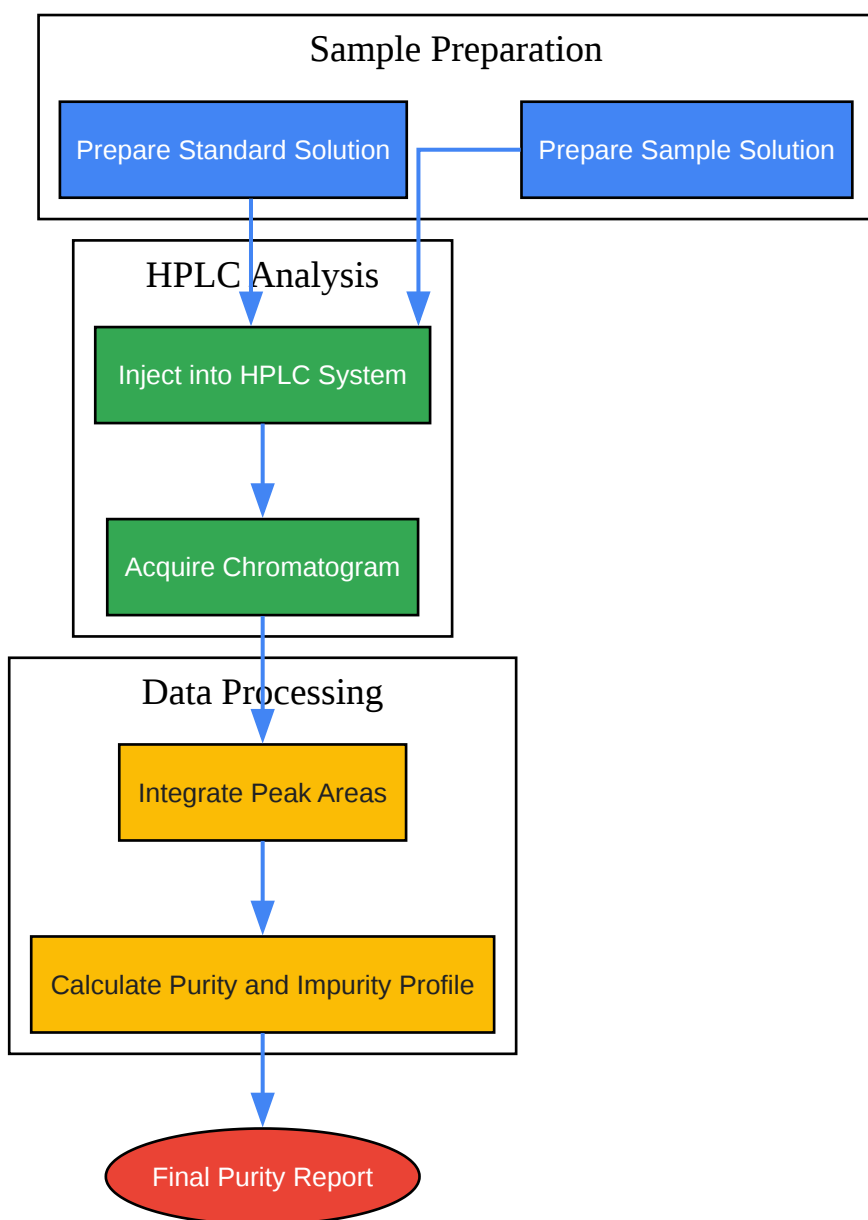 Sample Preparation
Prepare Standard Solution
Prepare Sample Solution
HPLC Analysis
Inject into HPLC System
Acquire Chromatogram
Data Processing
Integrate Peak Areas
Calculate Purity and Impurity Profile
Final Purity Report